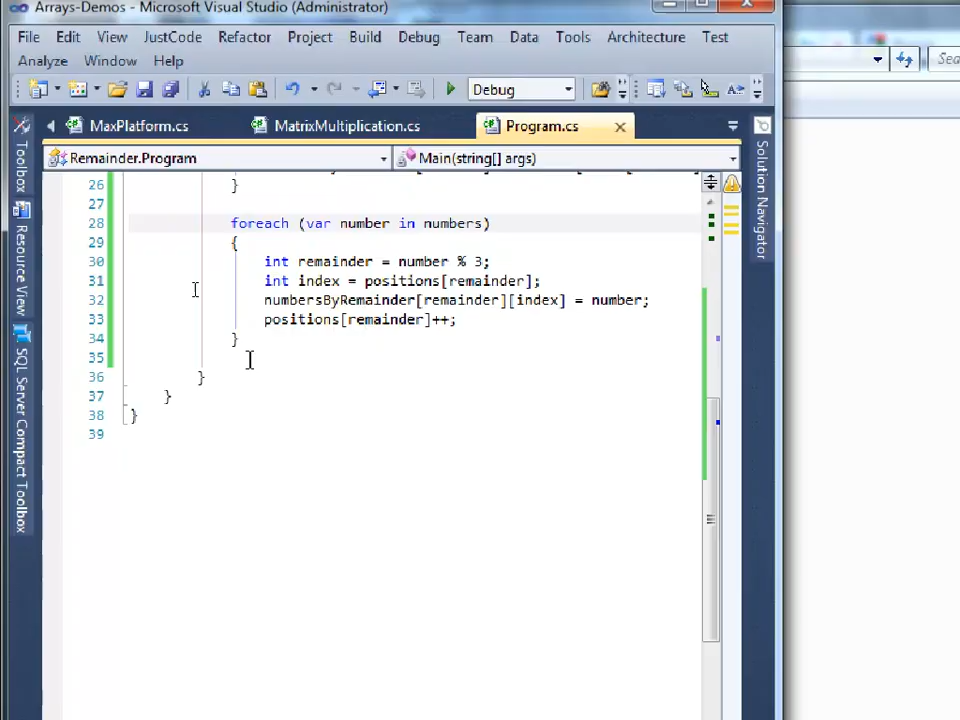 Arrays-Demos - Microsoft Visual Studio (Administrator)
File Edit View JustCode Refactor Project Build Debug Team Data Tools Architecture Test
Analyze Window Help
Debug
Sea
MaxPlatform.cs MatrixMultiplication.cs Program.cs
Remainder.Program Main(string[] args)
Toolbox
Resource View
SQL Server Compact Toolbox
Solution Navigator
26 }
27
28 foreach (var number in numbers)
29 {
30 int remainder = number % 3;
31 int index = positions[remainder];
32 numbersByRemainder[remainder][index] = number;
33 positions[remainder]++;
34 }
35
36 }
37 }
38 }
39